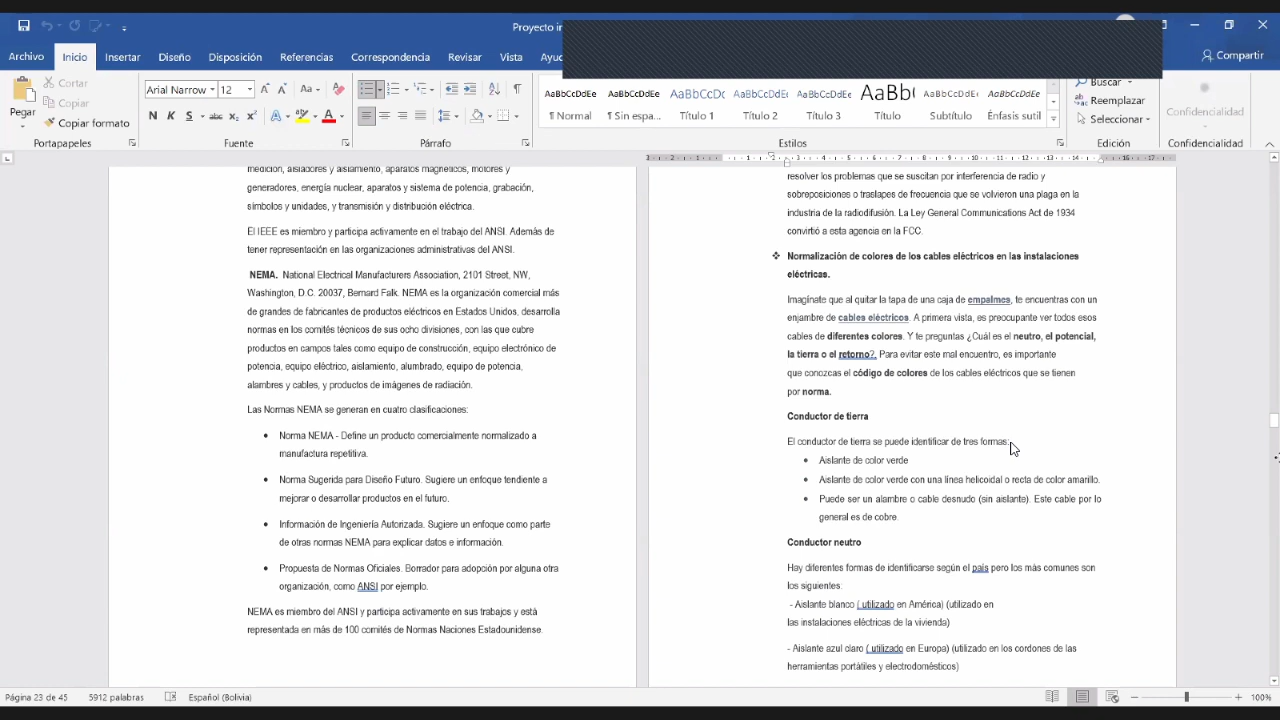 Proyecto in
Archivo Inicio Insertar Diseño Disposición Referencias Correspondencia Revisar Vista Ayu Compartir
Pegar
Cortar
Copiar
Copiar formato
Arial Narrow 12
N K S abc x₂ x²
AaBbCcDdEe AaBbCcDdEe AaBbCcDc AaBbCcDdE AaBbCcDdEe AaBb( AaBbCcDdEe AaBbCcDdEe
¶ Normal ¶ Sin espa... Título 1 Título 2 Título 3 Título Subtítulo Énfasis sutil
Buscar
Reemplazar
Seleccionar
Confidencialidad
Portapapeles Fuente Párrafo Estilos Edición Confidencialidad
medición, aisladores y aislamiento, aparatos magnéticos, motores y
generadores, energía nuclear, aparatos y sistema de potencia, grabación,
símbolos y unidades, y transmisión y distribución eléctrica.
El IEEE es miembro y participa activamente en el trabajo del ANSI. Además de
tener representación en las organizaciones administrativas del ANSI.
NEMA. National Electrical Manufacturers Association, 2101 Street, NW,
Washington, D.C. 20037, Bernard Falk. NEMA es la organización comercial más
de grandes de fabricantes de productos eléctricos en Estados Unidos, desarrolla
normas en los comités técnicos de sus ocho divisiones, con las que cubre
productos en campos tales como equipo de construcción, equipo electrónico de
potencia, equipo eléctrico, aislamiento, alumbrado, equipo de potencia,
alambres y cables, y productos de imágenes de radiación.
Las Normas NEMA se generan en cuatro clasificaciones:
• Norma NEMA - Define un producto comercialmente normalizado a
manufactura repetitiva.
• Norma Sugerida para Diseño Futuro. Sugiere un enfoque tendiente a
mejorar o desarrollar productos en el futuro.
• Información de Ingeniería Autorizada. Sugiere un enfoque como parte
de otras normas NEMA para explicar datos e información.
• Propuesta de Normas Oficiales. Borrador para adopción por alguna otra
organización, como ANSI por ejemplo.
NEMA es miembro del ANSI y participa activamente en sus trabajos y está
representada en más de 100 comités de Normas Naciones Estadounidense.
resolver los problemas que se suscitan por interferencia de radio y
sobreposiciones o traslapes de frecuencia que se volvieron una plaga en la
industria de la radiodifusión. La Ley General Communications Act de 1934
convirtió a esta agencia en la FCC.
❖ Normalización de colores de los cables eléctricos en las instalaciones
eléctricas.
Imagínate que al quitar la tapa de una caja de empalmes, te encuentras con un
enjambre de cables eléctricos. A primera vista, es preocupante ver todos esos
cables de diferentes colores. Y te preguntas ¿Cuál es el neutro, el potencial,
la tierra o el retorno?. Para evitar este mal encuentro, es importante
que conozcas el código de colores de los cables eléctricos que se tienen
por norma.
Conductor de tierra
El conductor de tierra se puede identificar de tres formas:
• Aislante de color verde
• Aislante de color verde con una línea helicoidal o recta de color amarillo.
• Puede ser un alambre o cable desnudo (sin aislante). Este cable por lo
general es de cobre.
Conductor neutro
Hay diferentes formas de identificarse según el país pero los más comunes son
los siguientes:
- Aislante blanco ( utilizado en América) (utilizado en
las instalaciones eléctricas de la vivienda)
- Aislante azul claro ( utilizado en Europa) (utilizado en los cordones de las
herramientas portátiles y electrodomésticos)
Página 23 de 45 5912 palabras Español (Bolivia) 100%